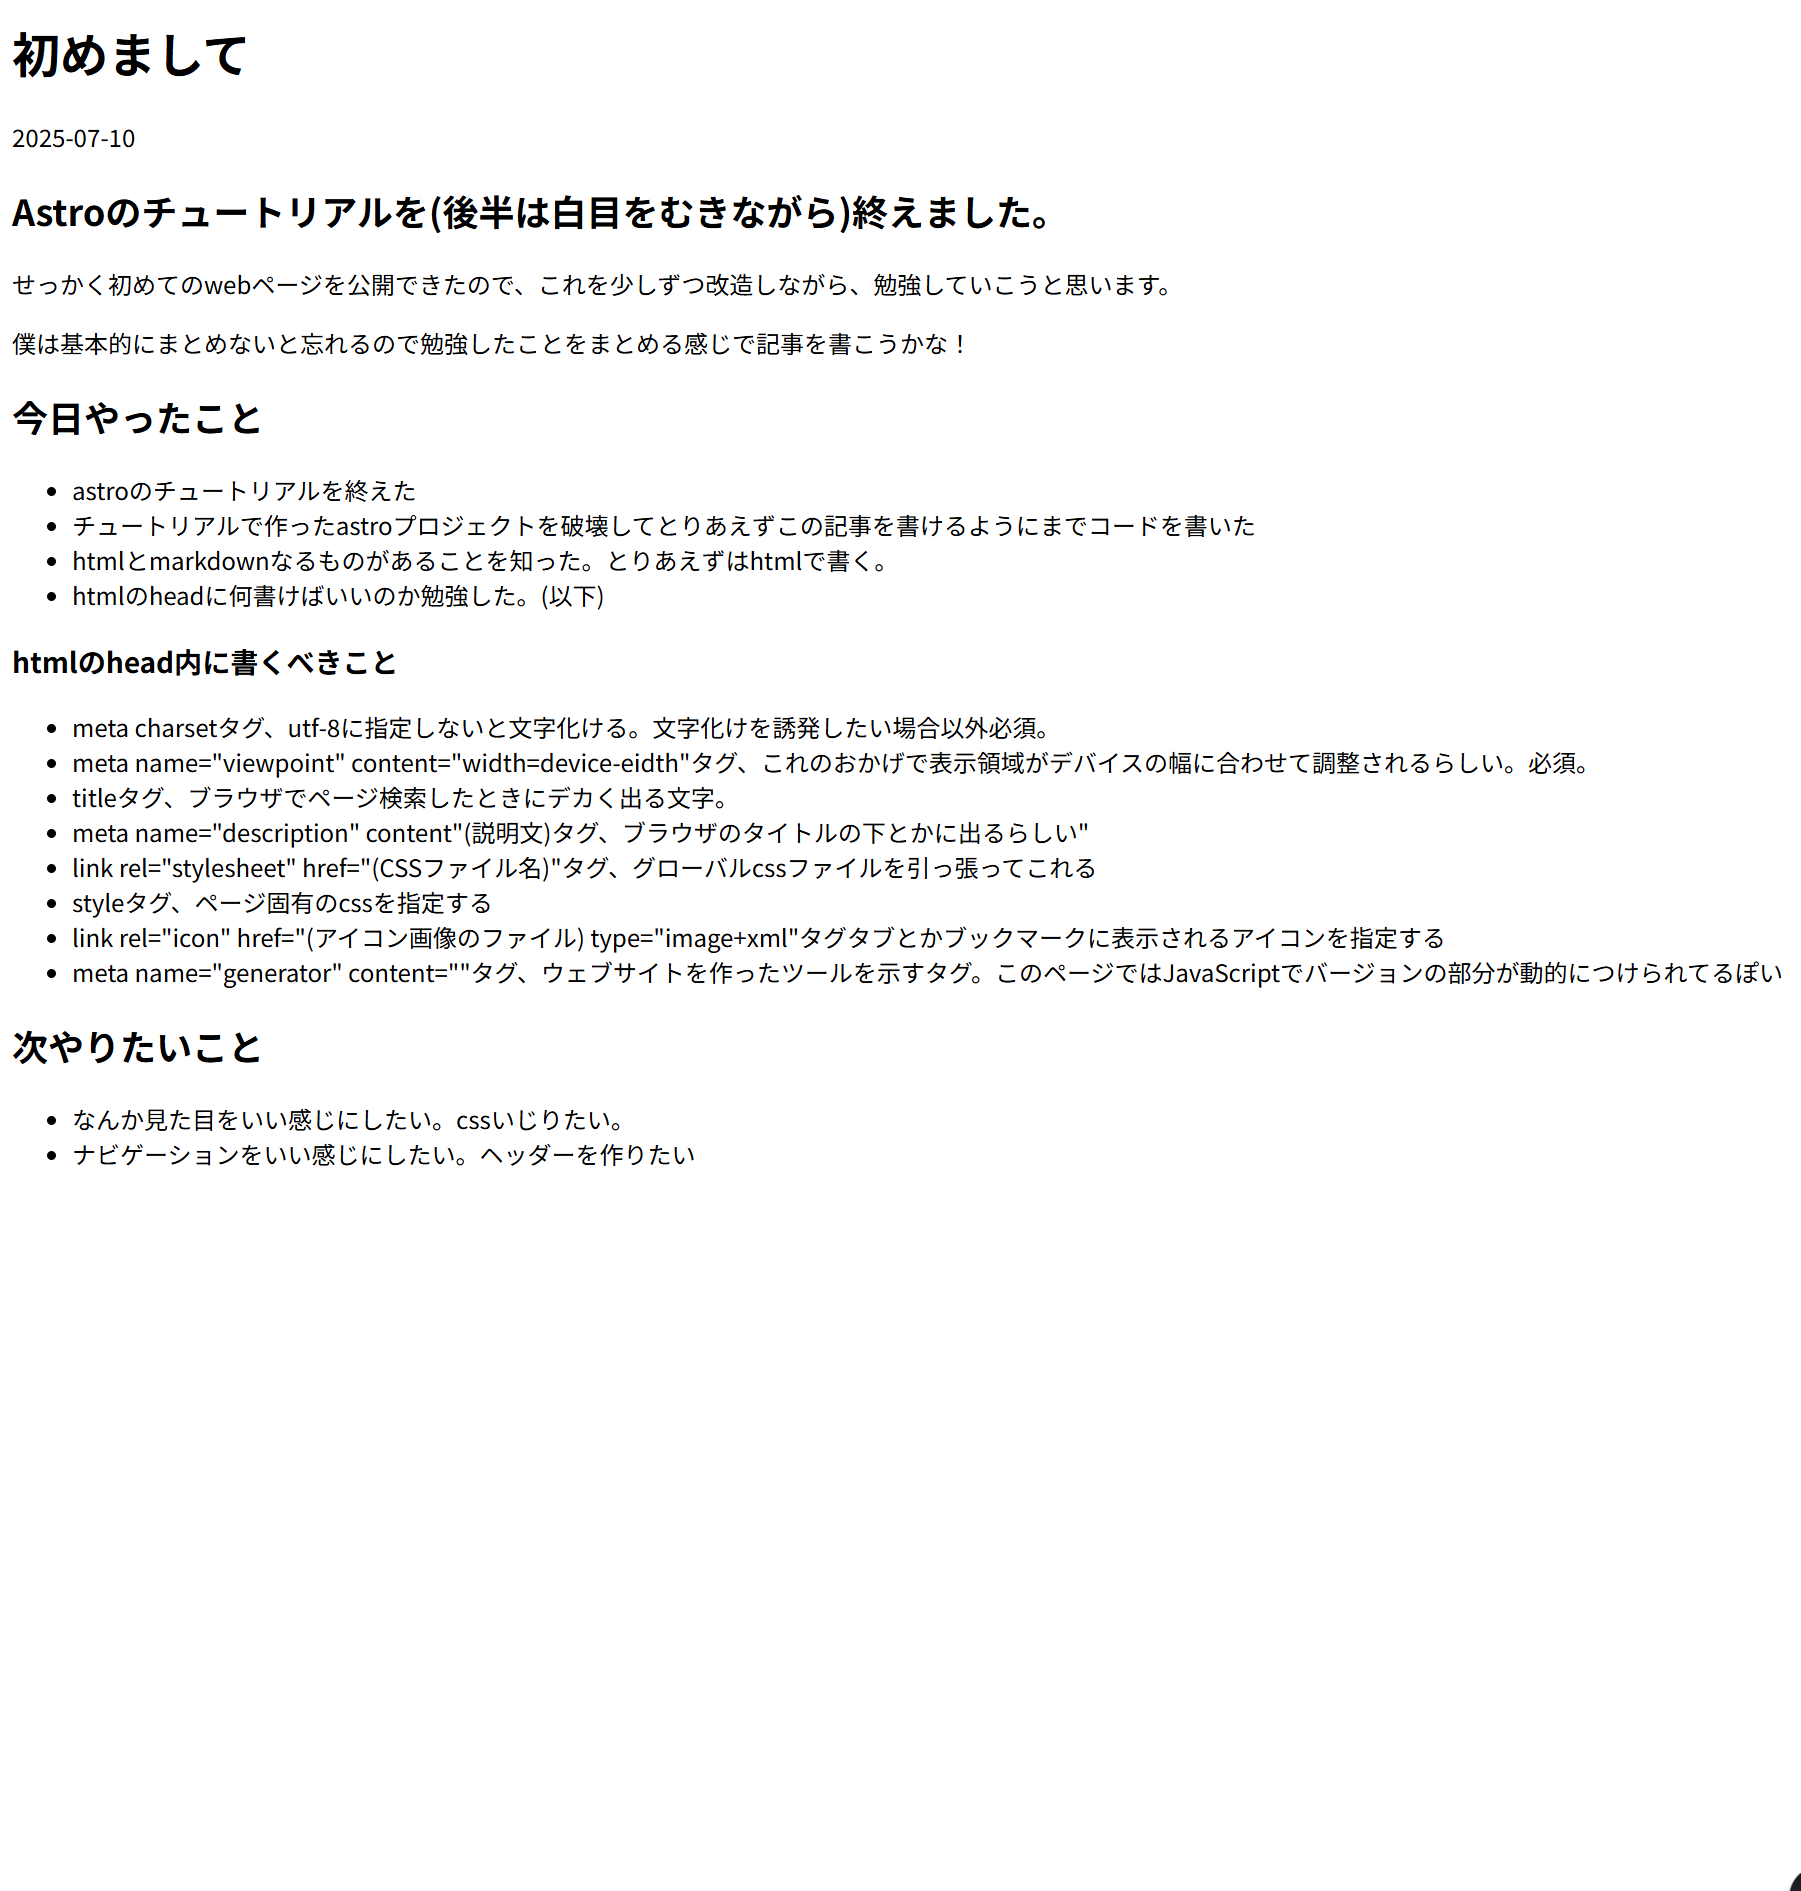 初めまして
2025-07-10
Astroのチュートリアルを(後半は白目をむきながら)終えました。
せっかく初めてのwebページを公開できたので、これを少しずつ改造しながら、勉強していこうと思います。
僕は基本的にまとめないと忘れるので勉強したことをまとめる感じで記事を書こうかな！
今日やったこと
• astroのチュートリアルを終えた
• チュートリアルで作ったastroプロジェクトを破壊してとりあえずこの記事を書けるようにまでコードを書いた
• htmlとmarkdownなるものがあることを知った。とりあえずはhtmlで書く。
• htmlのheadに何書けばいいのか勉強した。(以下)
htmlのhead内に書くべきこと
• meta charsetタグ、utf-8に指定しないと文字化ける。文字化けを誘発したい場合以外必須。
• meta name="viewpoint" content="width=device-eidth"タグ、これのおかげで表示領域がデバイスの幅に合わせて調整されるらしい。必須。
• titleタグ、ブラウザでページ検索したときにデカく出る文字。
• meta name="description" content"(説明文)タグ、ブラウザのタイトルの下とかに出るらしい"
• link rel="stylesheet" href="(CSSファイル名)"タグ、グローバルcssファイルを引っ張ってこれる
• styleタグ、ページ固有のcssを指定する
• link rel="icon" href="(アイコン画像のファイル) type="image+xml"タグタブとかブックマークに表示されるアイコンを指定する
• meta name="generator" content=""タグ、ウェブサイトを作ったツールを示すタグ。このページではJavaScriptでバージョンの部分が動的につけられてるぽい
次やりたいこと
• なんか見た目をいい感じにしたい。cssいじりたい。
• ナビゲーションをいい感じにしたい。ヘッダーを作りたい